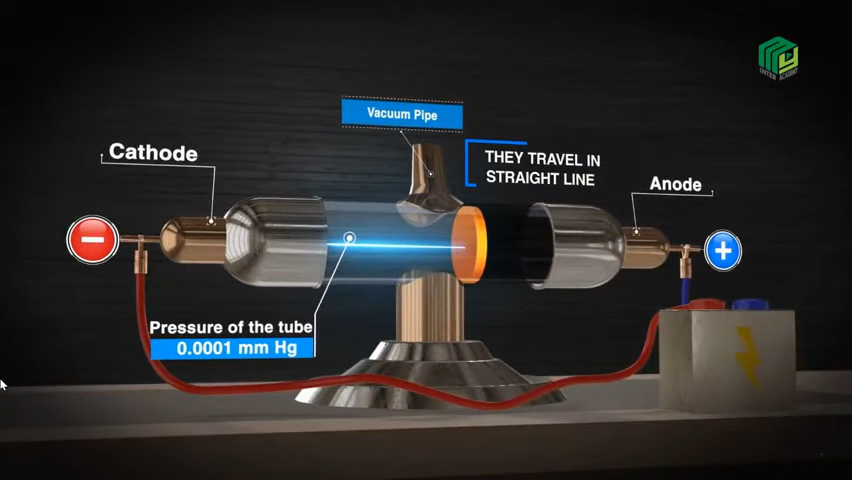 Vacuum Pipe
THEY TRAVEL IN
STRAIGHT LINE
Cathode
Anode
Pressure of the tube
0.0001 mm Hg